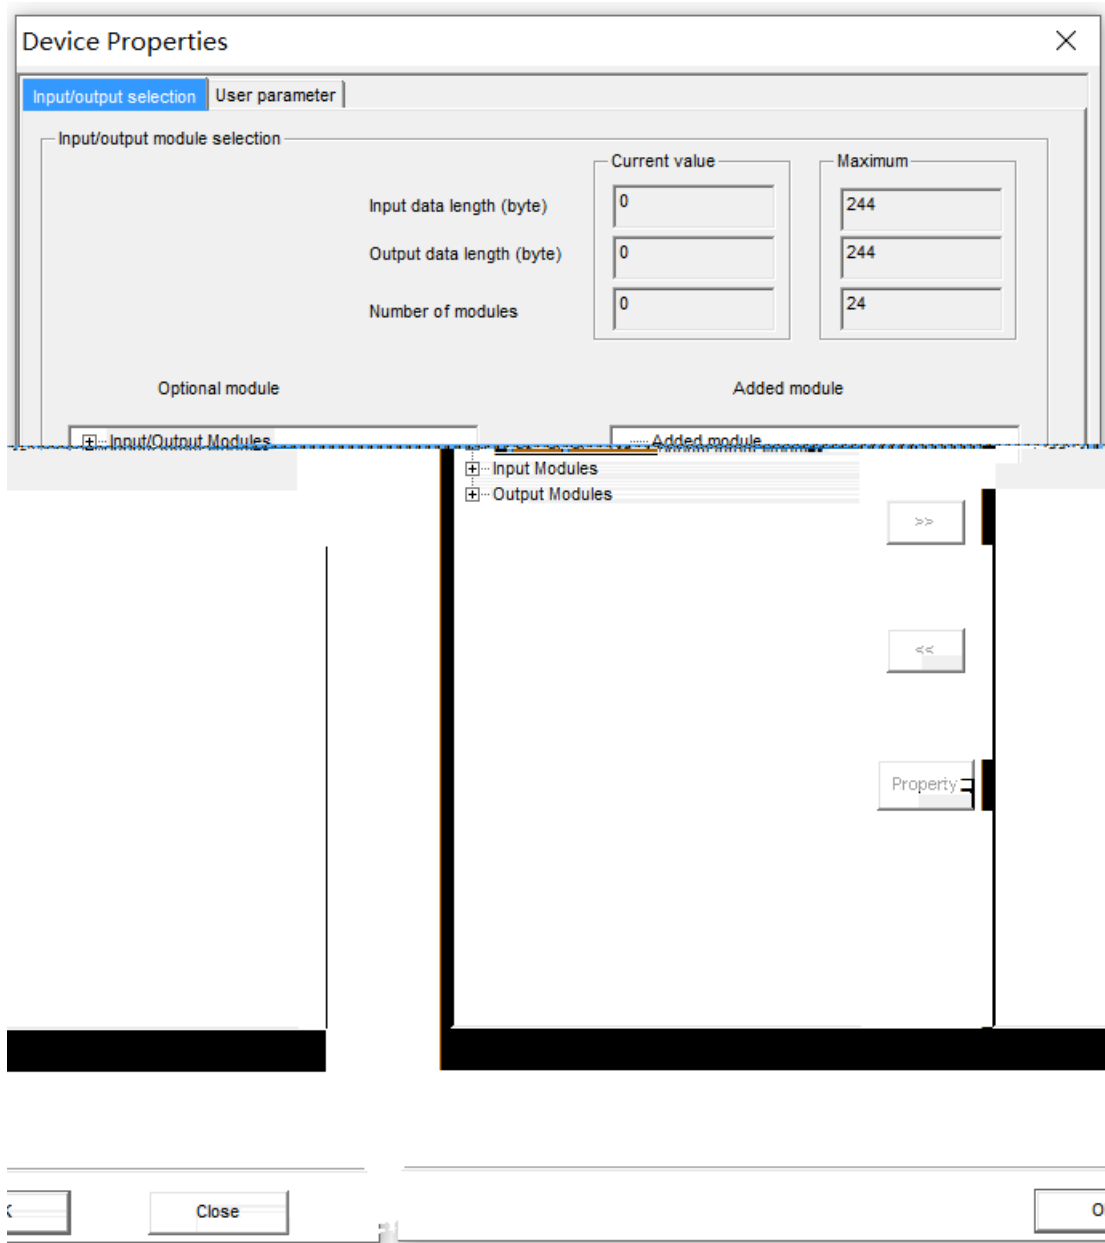 Device Properties
Input/output selection
User parameter
Input/output module selection
Current value
Maximum
Input data length (byte)
0
244
Output data length (byte)
0
244
Number of modules
0
24
Optional module
Added module
Input/Output Modules
Added module
Input Modules
Output Modules
>>
<<
Property
Close